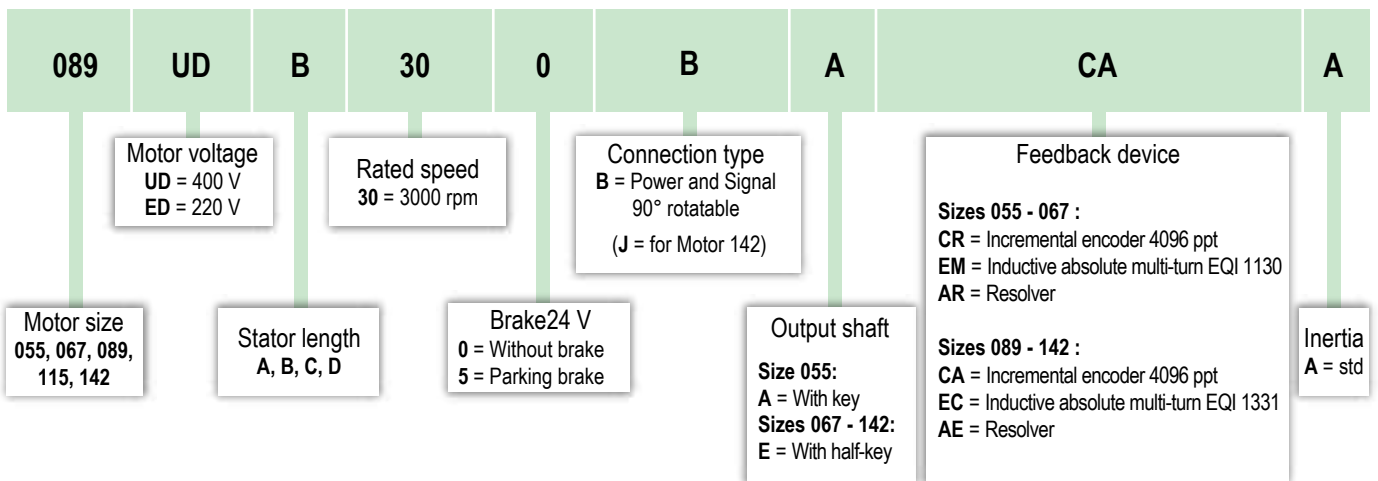 089 UD B 30 0 B A CA A
Motor voltage
UD = 400 V
ED = 220 V
Rated speed
30 = 3000 rpm
Connection type
B = Power and Signal
90° rotatable
(J = for Motor 142)
Feedback device
Sizes 055 - 067 :
CR = Incremental encoder 4096 ppt
EM = Inductive absolute multi-turn EQI 1130
AR = Resolver
Sizes 089 - 142 :
CA = Incremental encoder 4096 ppt
EC = Inductive absolute multi-turn EQI 1331
AE = Resolver
Motor size
055, 067, 089,
115, 142
Stator length
A, B, C, D
Brake24 V
0 = Without brake
5 = Parking brake
Output shaft
Size 055:
A = With key
Sizes 067 - 142:
E = With half-key
Inertia
A = std